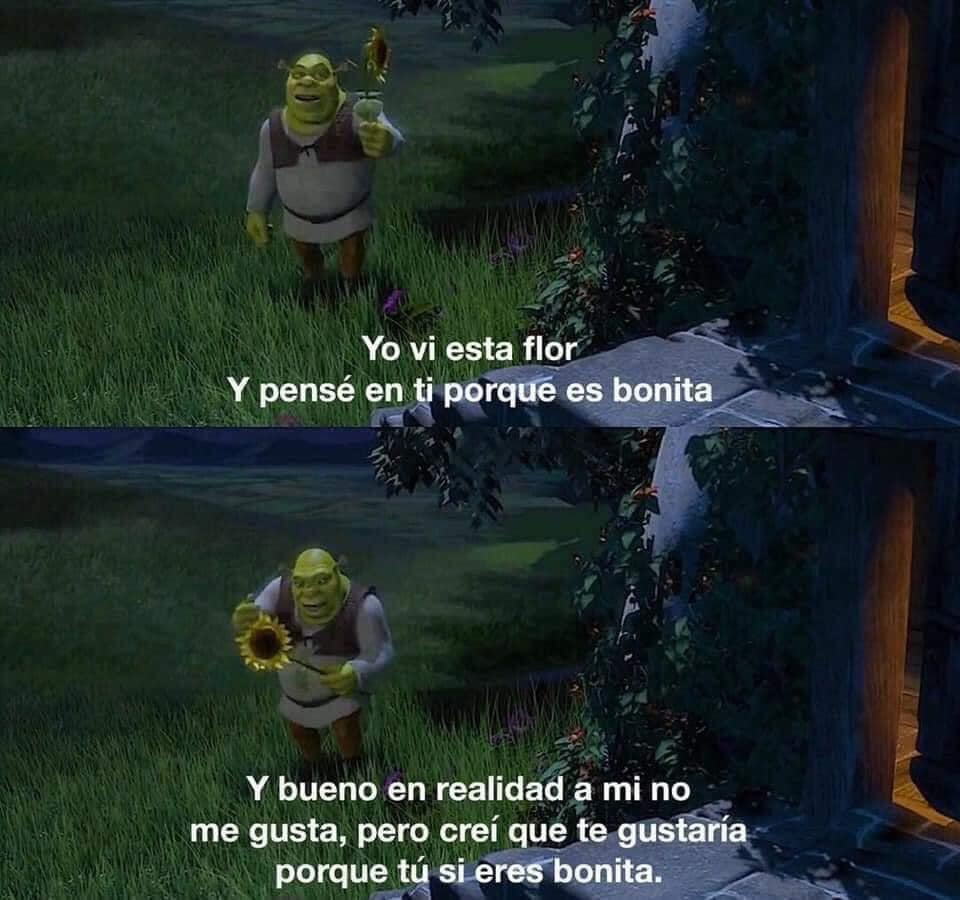 Yo vi esta flor
Y pensé en ti porque es bonita
Y bueno en realidad a mi no
me gusta, pero creí que te gustaría
porque tú si eres bonita.